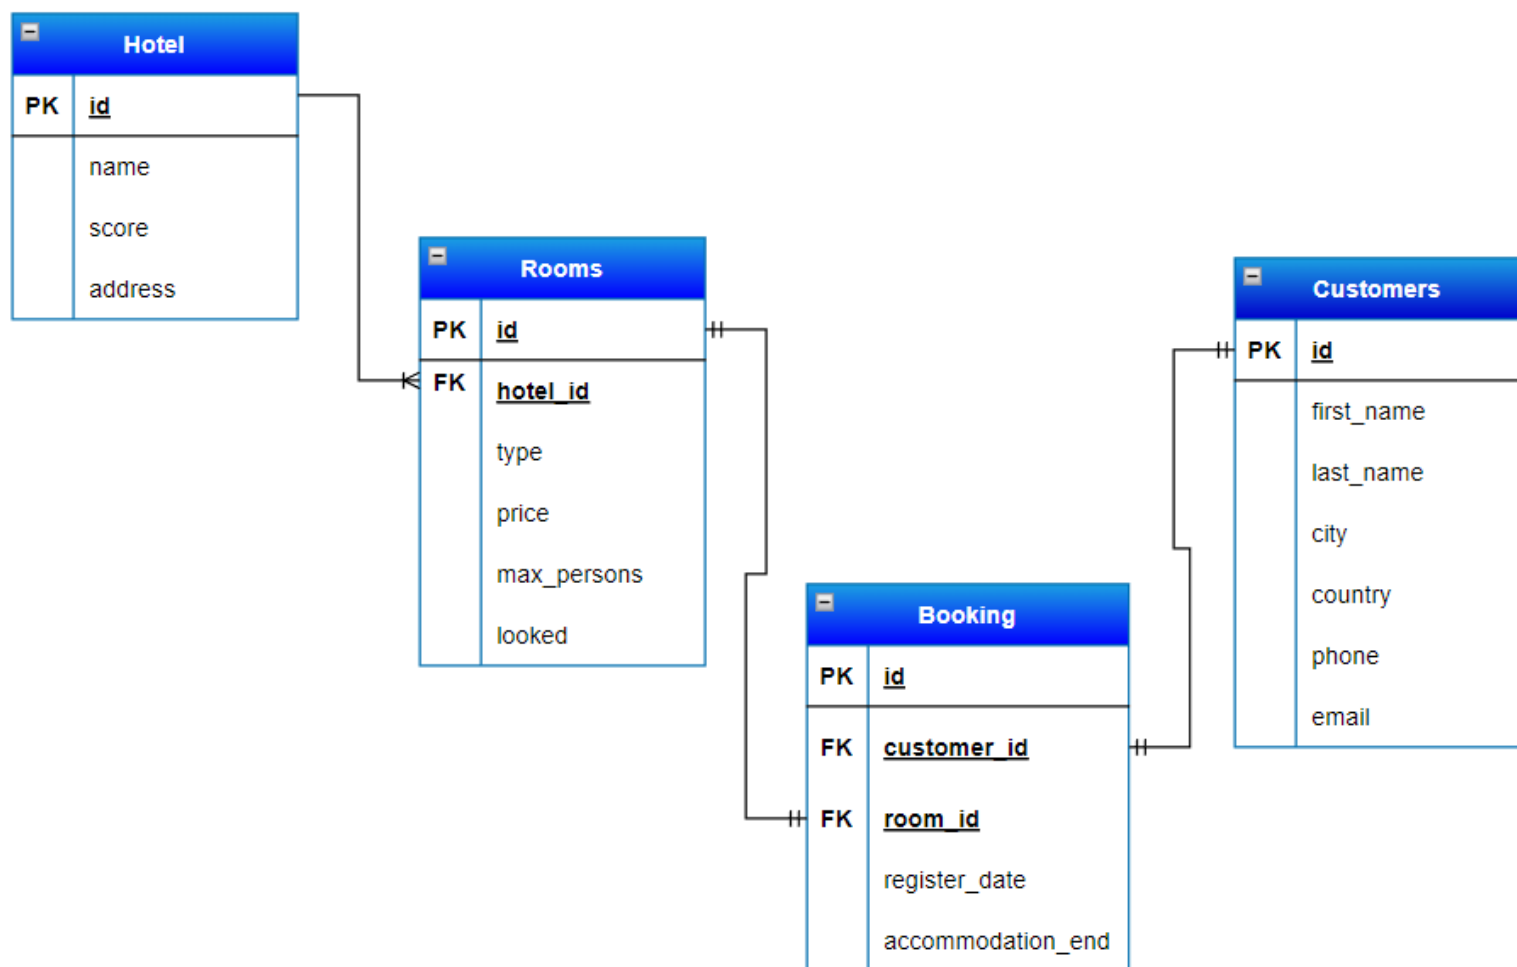 Hotel
PK id
name
score
address
Rooms
PK id
FK hotel_id
type
price
max_persons
looked
Booking
PK id
FK customer_id
FK room_id
register_date
accommodation_end
Customers
PK id
first_name
last_name
city
country
phone
email